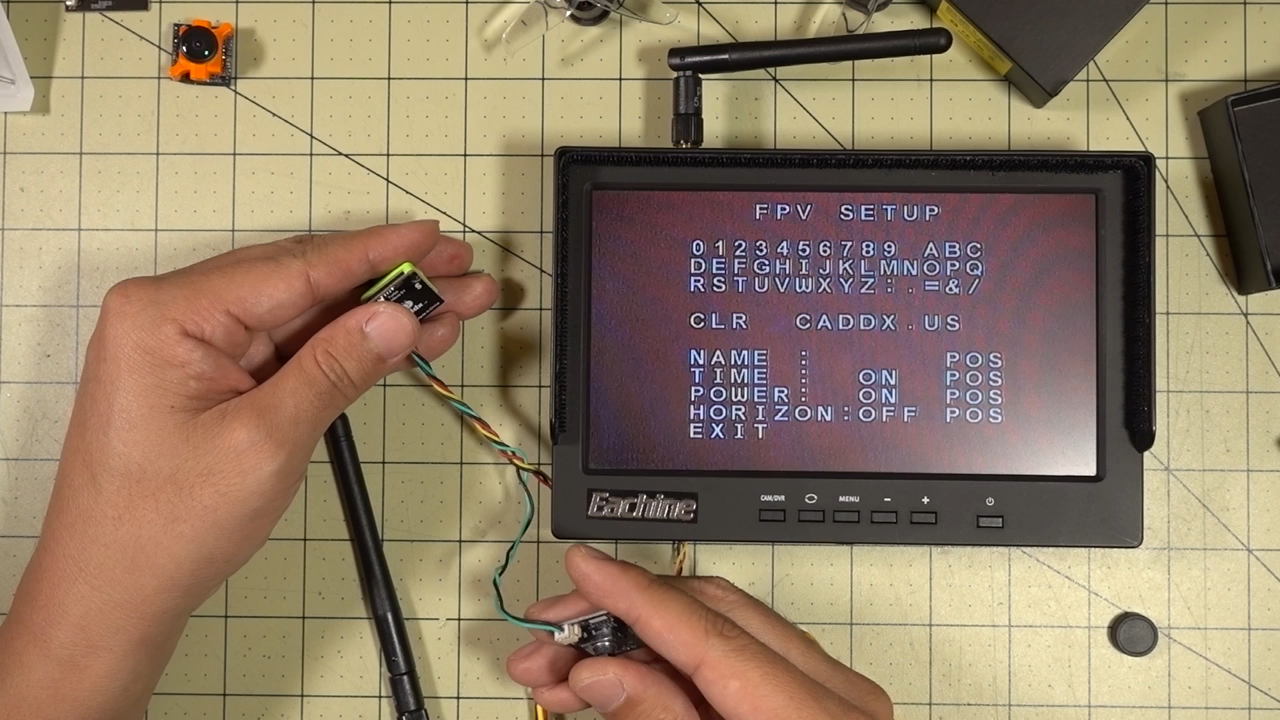 FPV SETUP
0123456789 ABC
DEFGHIJKLMNOPQ
RSTUVWXYZ:.=&/
CLR CADDX.US
NAME : POS
TIME : ON POS
POWER: ON POS
HORIZON:OFF POS
EXIT
Eachine
CAM/DVR MENU - +